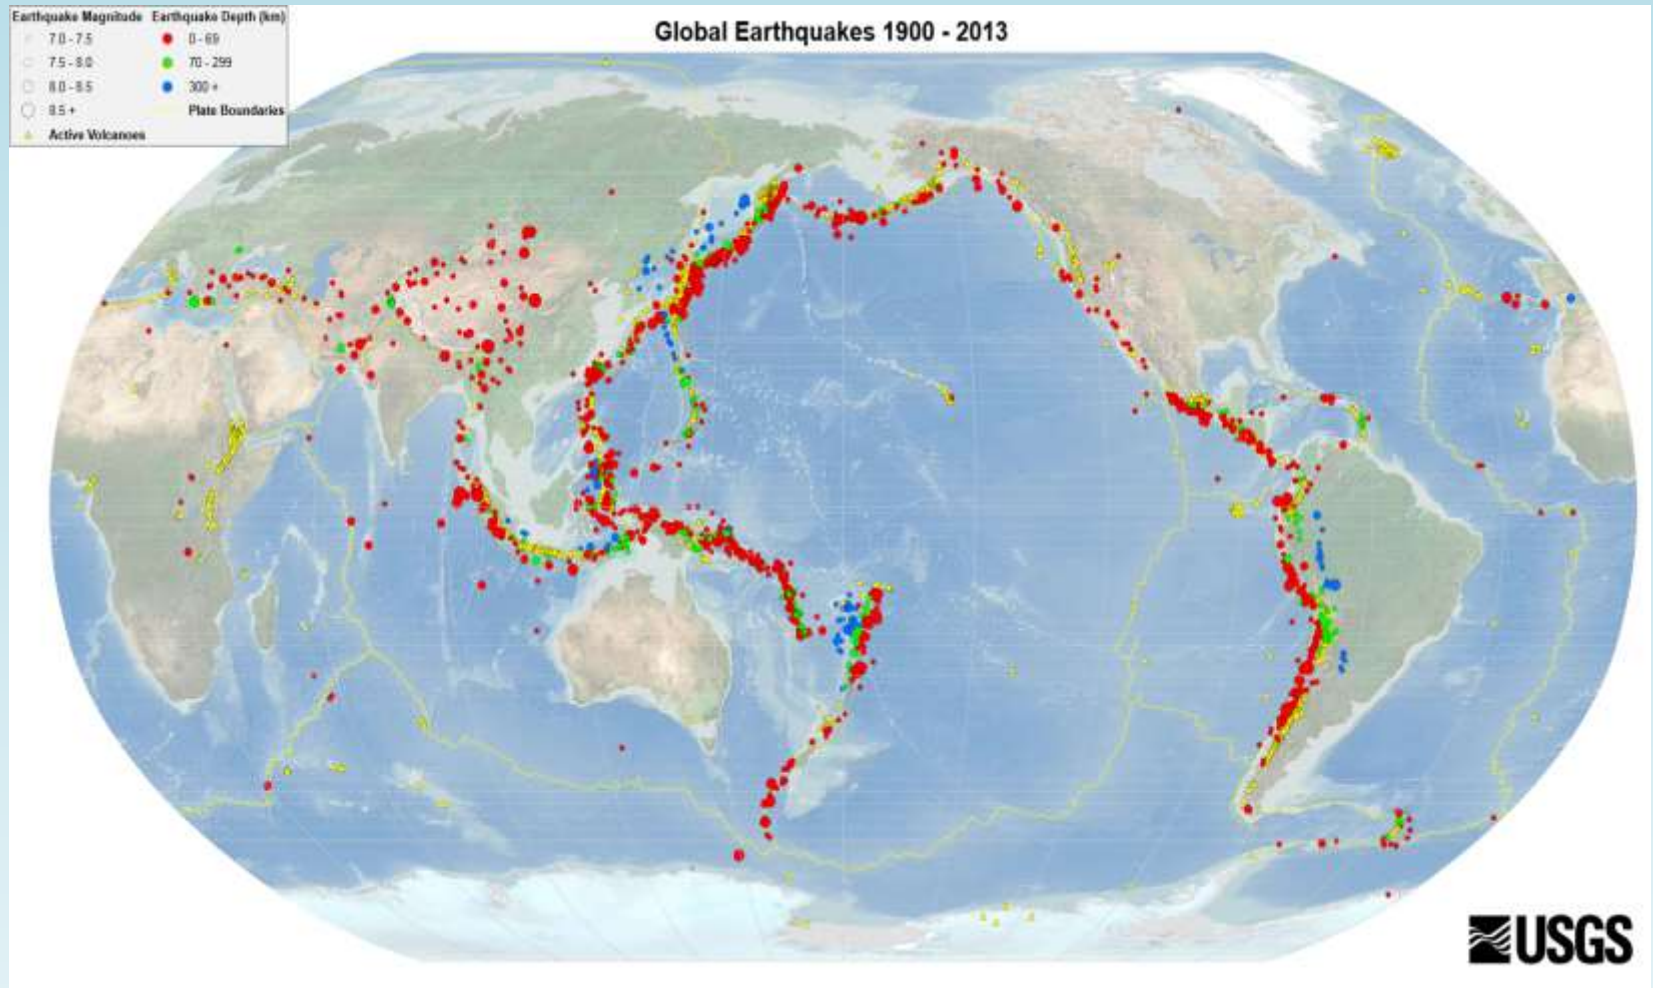 Global Earthquakes 1900 - 2013
Earthquake Magnitude Earthquake Depth (km)
7.0 - 7.5 0 - 69
7.5 - 8.0 70 - 299
8.0 - 8.5 300 +
8.5 + Plate Boundaries
Active Volcanoes
USGS